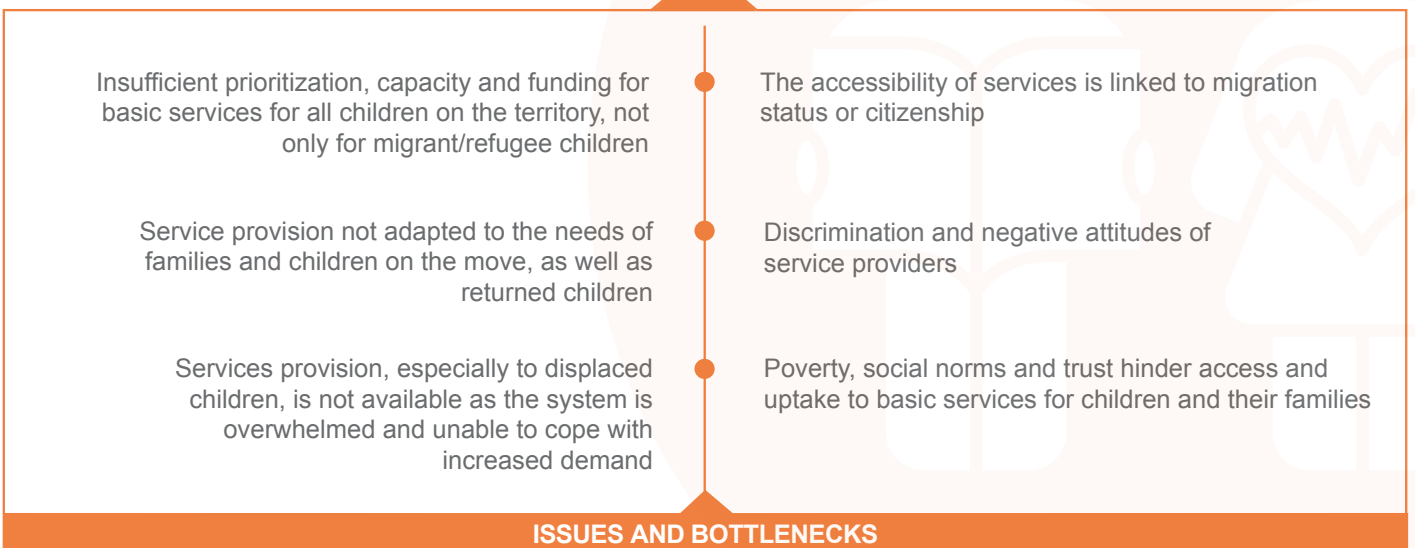 Insufficient prioritization, capacity and funding for
basic services for all children on the territory, not
only for migrant/refugee children
The accessibility of services is linked to migration
status or citizenship
Service provision not adapted to the needs of
families and children on the move, as well as
returned children
Discrimination and negative attitudes of
service providers
Services provision, especially to displaced
children, is not available as the system is
overwhelmed and unable to cope with
increased demand
Poverty, social norms and trust hinder access and
uptake to basic services for children and their families
ISSUES AND BOTTLENECKS